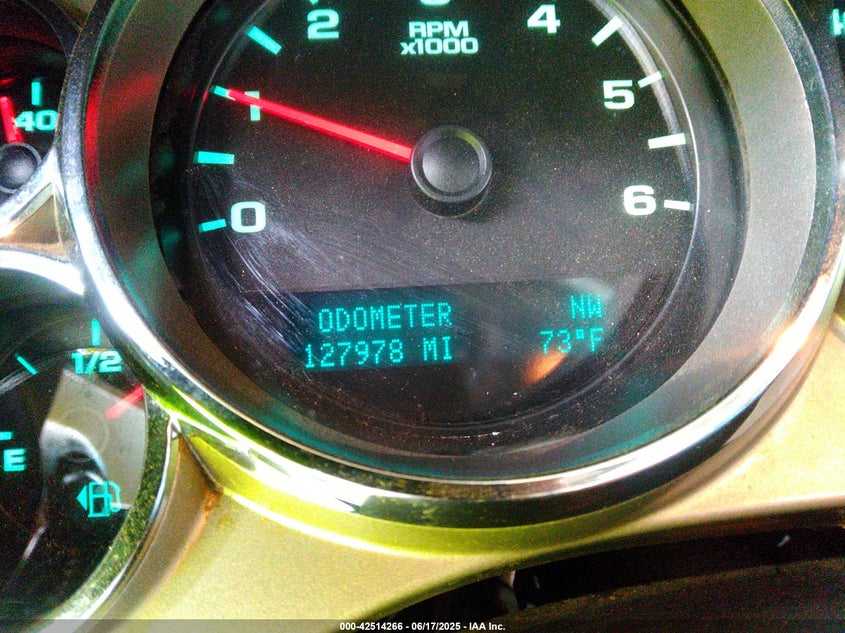 2
4
RPM
x1000
40
1
5
0
6
ODOMETER NW
127978 MI 73°F
1/2
E
000-42514266 - 06/17/2025 - IAA Inc.